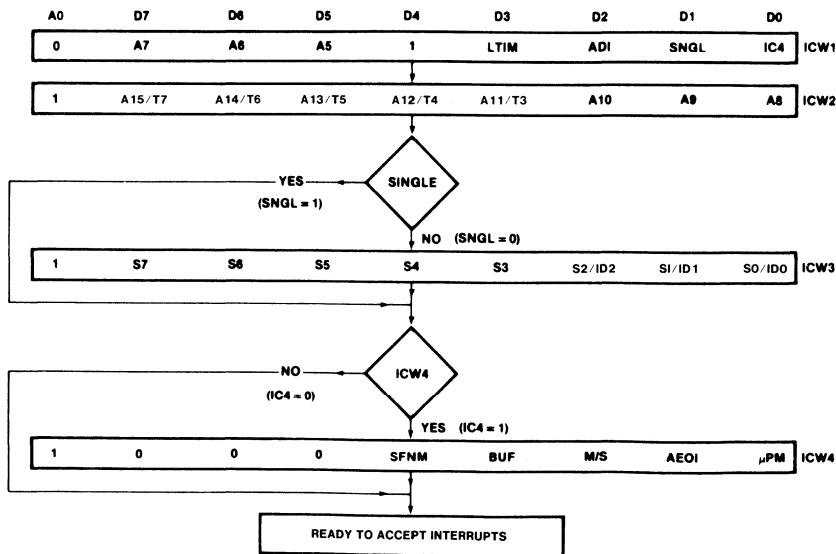 A0 D7 D6 D5 D4 D3 D2 D1 D0
0 A7 A6 A5 1 LTIM ADI SNGL IC4 ICW1
1 A15/T7 A14/T6 A13/T5 A12/T4 A11/T3 A10 A9 A8 ICW2
YES SINGLE
(SNGL = 1)
NO (SNGL = 0)
1 S7 S6 S5 S4 S3 S2/ID2 SI/ID1 S0/ID0 ICW3
NO ICW4
(IC4 = 0)
YES (IC4 = 1)
1 0 0 0 SFNM BUF M/S AEOI μPM ICW4
READY TO ACCEPT INTERRUPTS